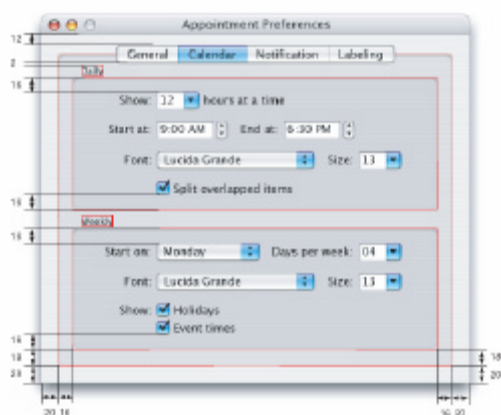 Appointment Preferences
12
General Calendar Notification Labeling
2
Daily
16
Show: 12 hours at a time
Start at: 9:00 AM End at: 6:30 PM
Font: Lucida Grande Size: 13
Split overlapped items
16
Weekly
16
Start on: Monday Days per week: 04
Font: Lucida Grande Size: 13
Show: Holidays
Event times
16
18 18
20 20
20 16 16 20